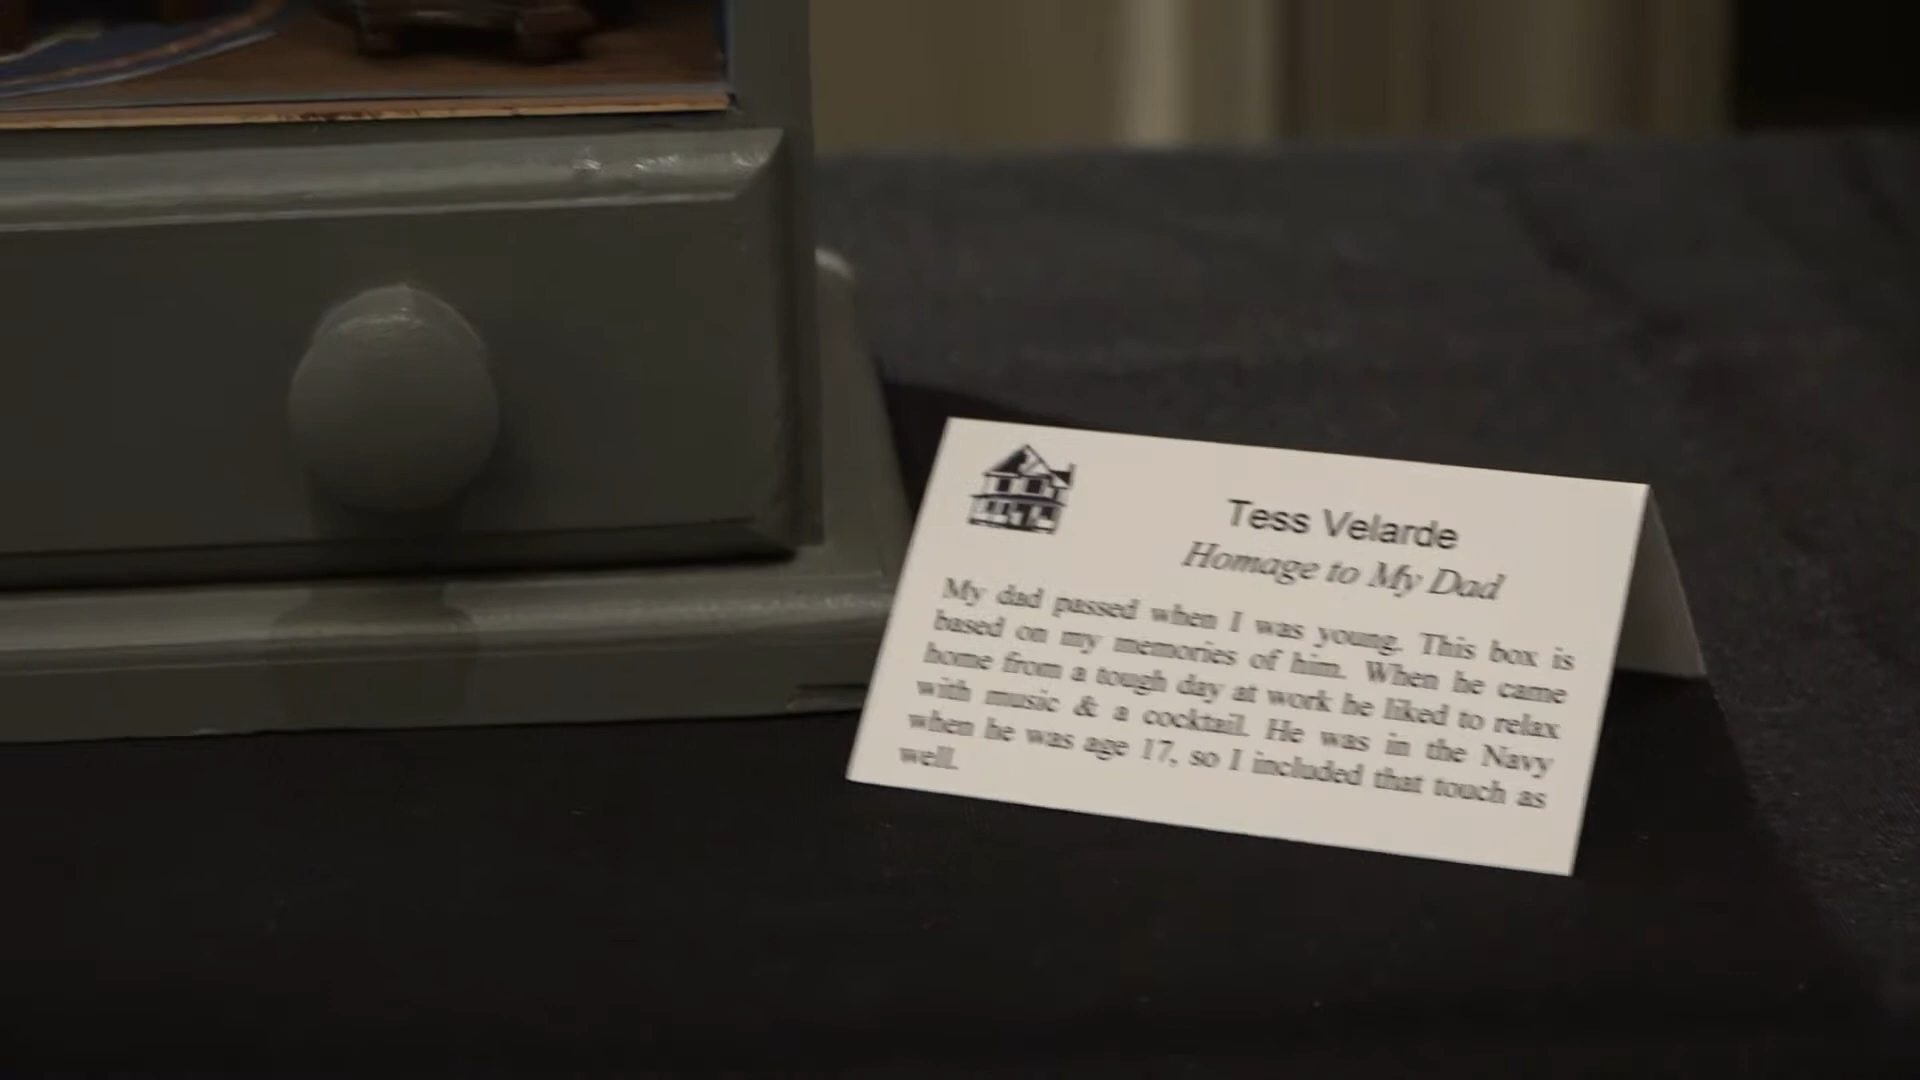 Tess Velarde
Homage to My Dad
My dad passed when I was young. This box is
based on my memories of him. When he came
home from a tough day at work he liked to relax
with music & a cocktail. He was in the Navy
when he was age 17, so I included that touch as
well.